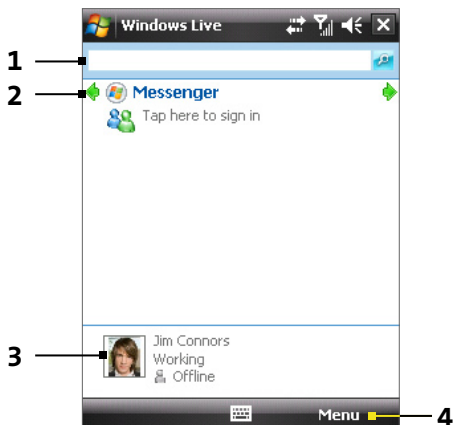 Windows Live
1
2
Messenger
Tap here to sign in
3
Jim Connors
Working
Offline
Menu
4